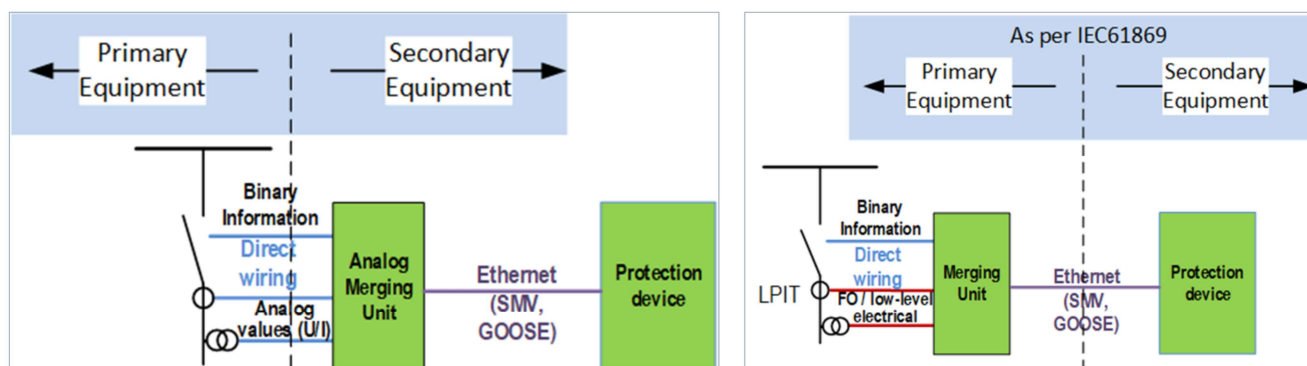 Primary
Equipment
Secondary
Equipment
Binary
Information
Direct
wiring
Analog
values (U/I)
Analog
Merging
Unit
Ethernet
(SMV,
GOOSE)
Protection
device
As per IEC61869
Primary
Equipment
Secondary
Equipment
Binary
Information
Direct
wiring
LPIT
FO / low-level
electrical
Merging
Unit
Ethernet
(SMV,
GOOSE)
Protection
device